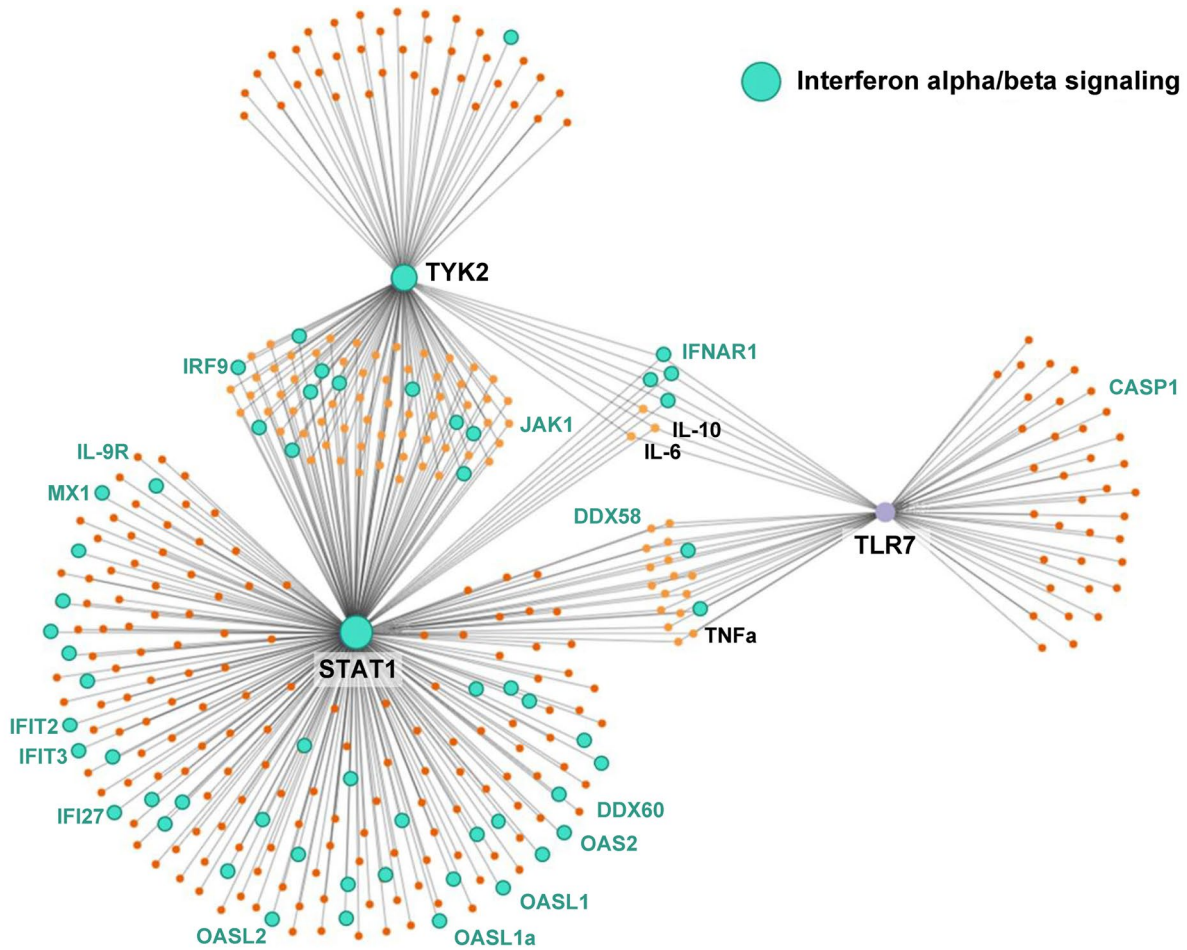 Interferon alpha/beta signaling
TYK2
IRF9
IFNAR1
CASP1
JAK1
IL-10
IL-6
IL-9R
MX1
DDX58
TLR7
TNFa
STAT1
IFIT2
IFIT3
IFI27
DDX60
OAS2
OASL1
OASL2
OASL1a